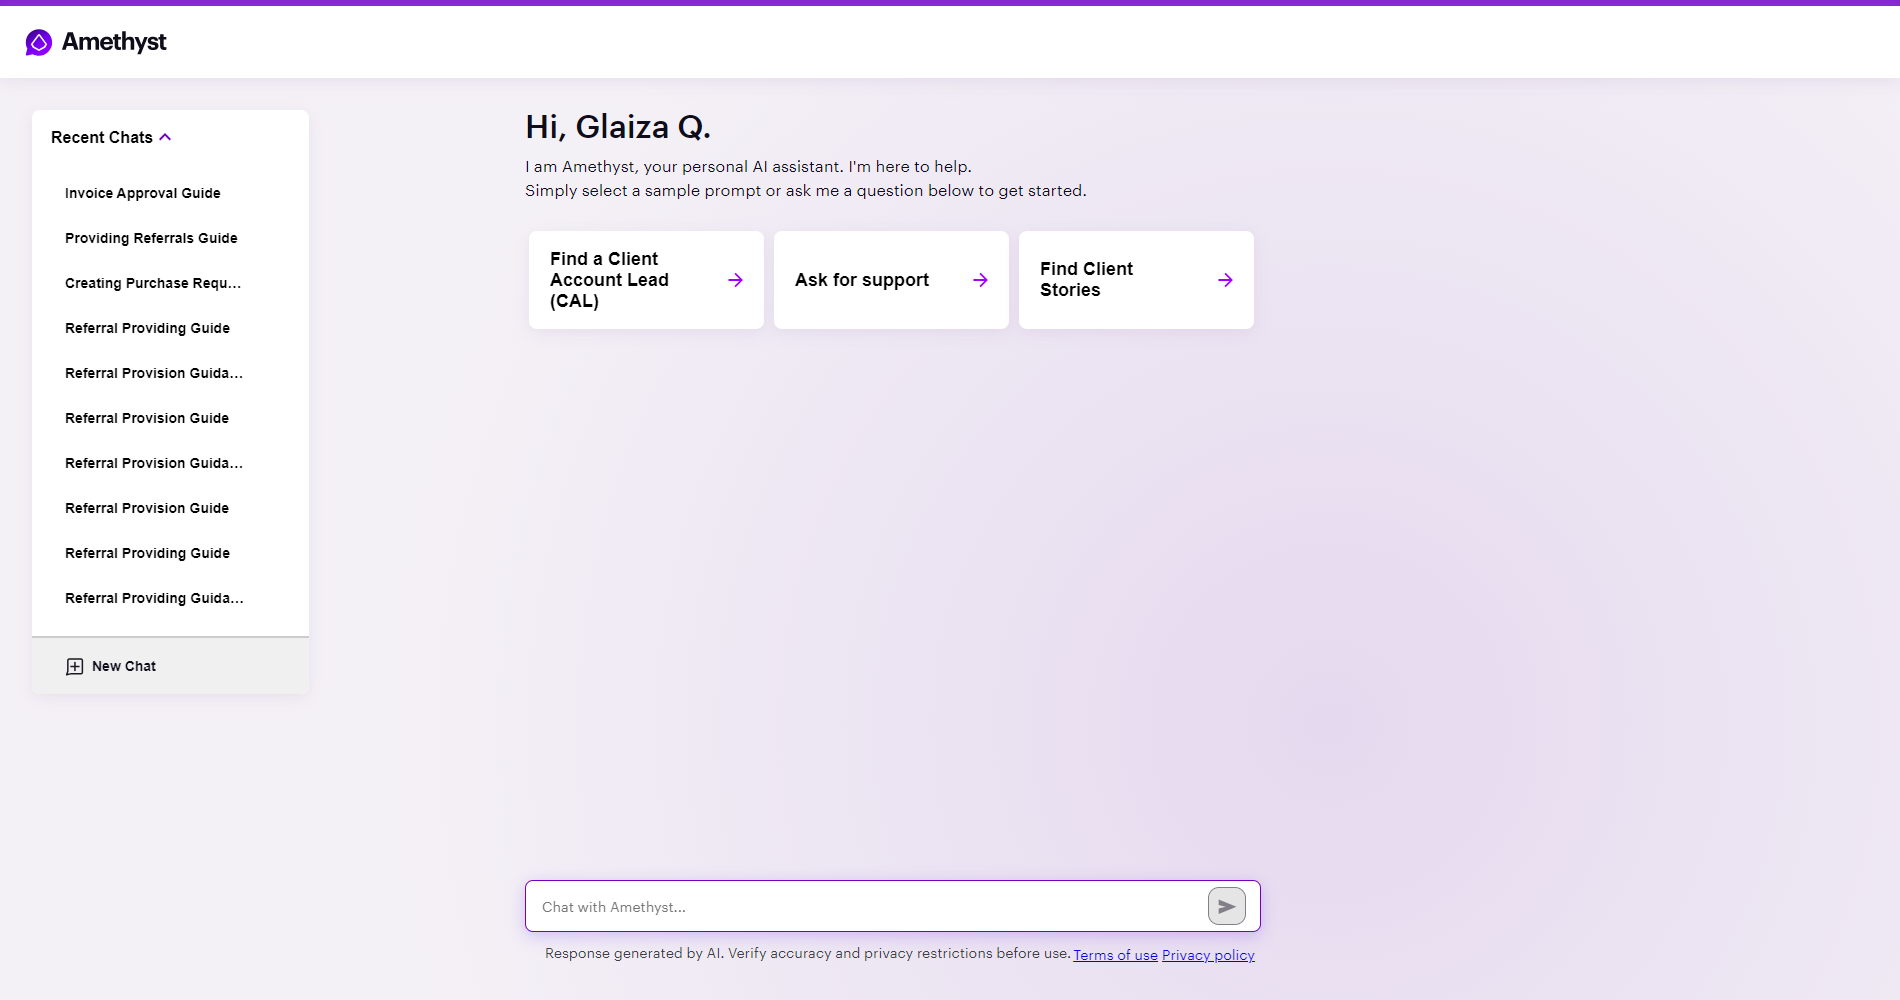 Amethyst
Recent Chats
Invoice Approval Guide
Providing Referrals Guide
Creating Purchase Requ...
Referral Providing Guide
Referral Provision Guida...
Referral Provision Guide
Referral Provision Guida...
Referral Provision Guide
Referral Providing Guide
Referral Providing Guida...
New Chat
Hi, Glaiza Q.
I am Amethyst, your personal AI assistant. I'm here to help.
Simply select a sample prompt or ask me a question below to get started.
Find a Client
Account Lead
(CAL)
Ask for support
Find Client
Stories
Chat with Amethyst...
Response generated by AI. Verify accuracy and privacy restrictions before use. Terms of use Privacy policy